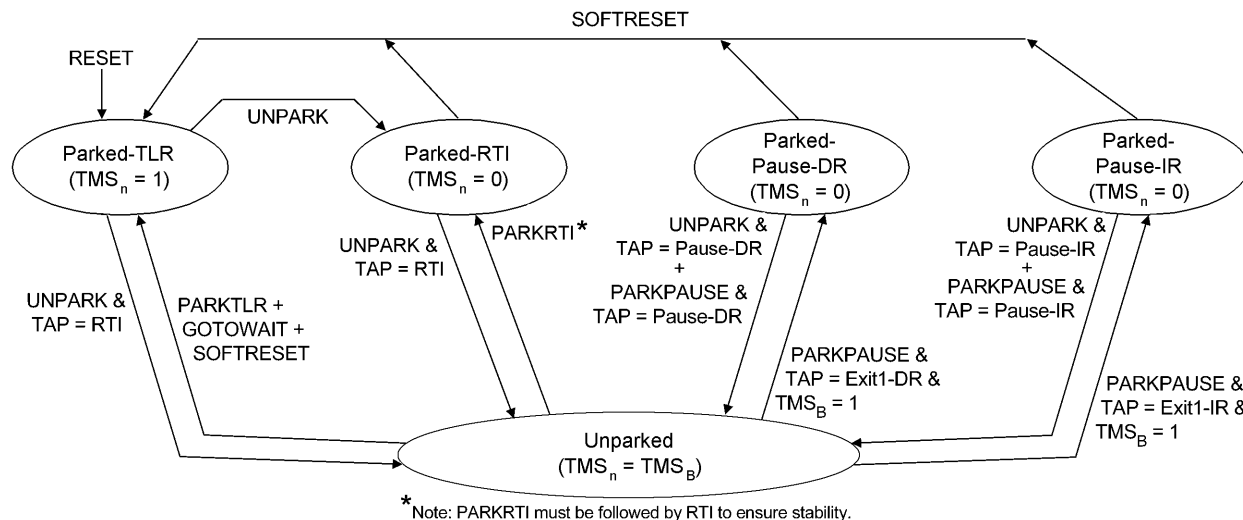 SOFTRESET
RESET
UNPARK
Parked-TLR
(TMSn = 1)
Parked-RTI
(TMSn = 0)
Parked-
Pause-DR
(TMSn = 0)
Parked-
Pause-IR
(TMSn = 0)
UNPARK &
TAP = RTI
PARKTLR +
GOTOWAIT +
SOFTRESET
UNPARK &
TAP = RTI
PARKRTI*
UNPARK &
TAP = Pause-DR
+
PARKPAUSE &
TAP = Pause-DR
PARKPAUSE &
TAP = Exit1-DR &
TMSB = 1
UNPARK &
TAP = Pause-IR
+
PARKPAUSE &
TAP = Pause-IR
PARKPAUSE &
TAP = Exit1-IR &
TMSB = 1
Unparked
(TMSn = TMSB)
*Note: PARKRTI must be followed by RTI to ensure stability.